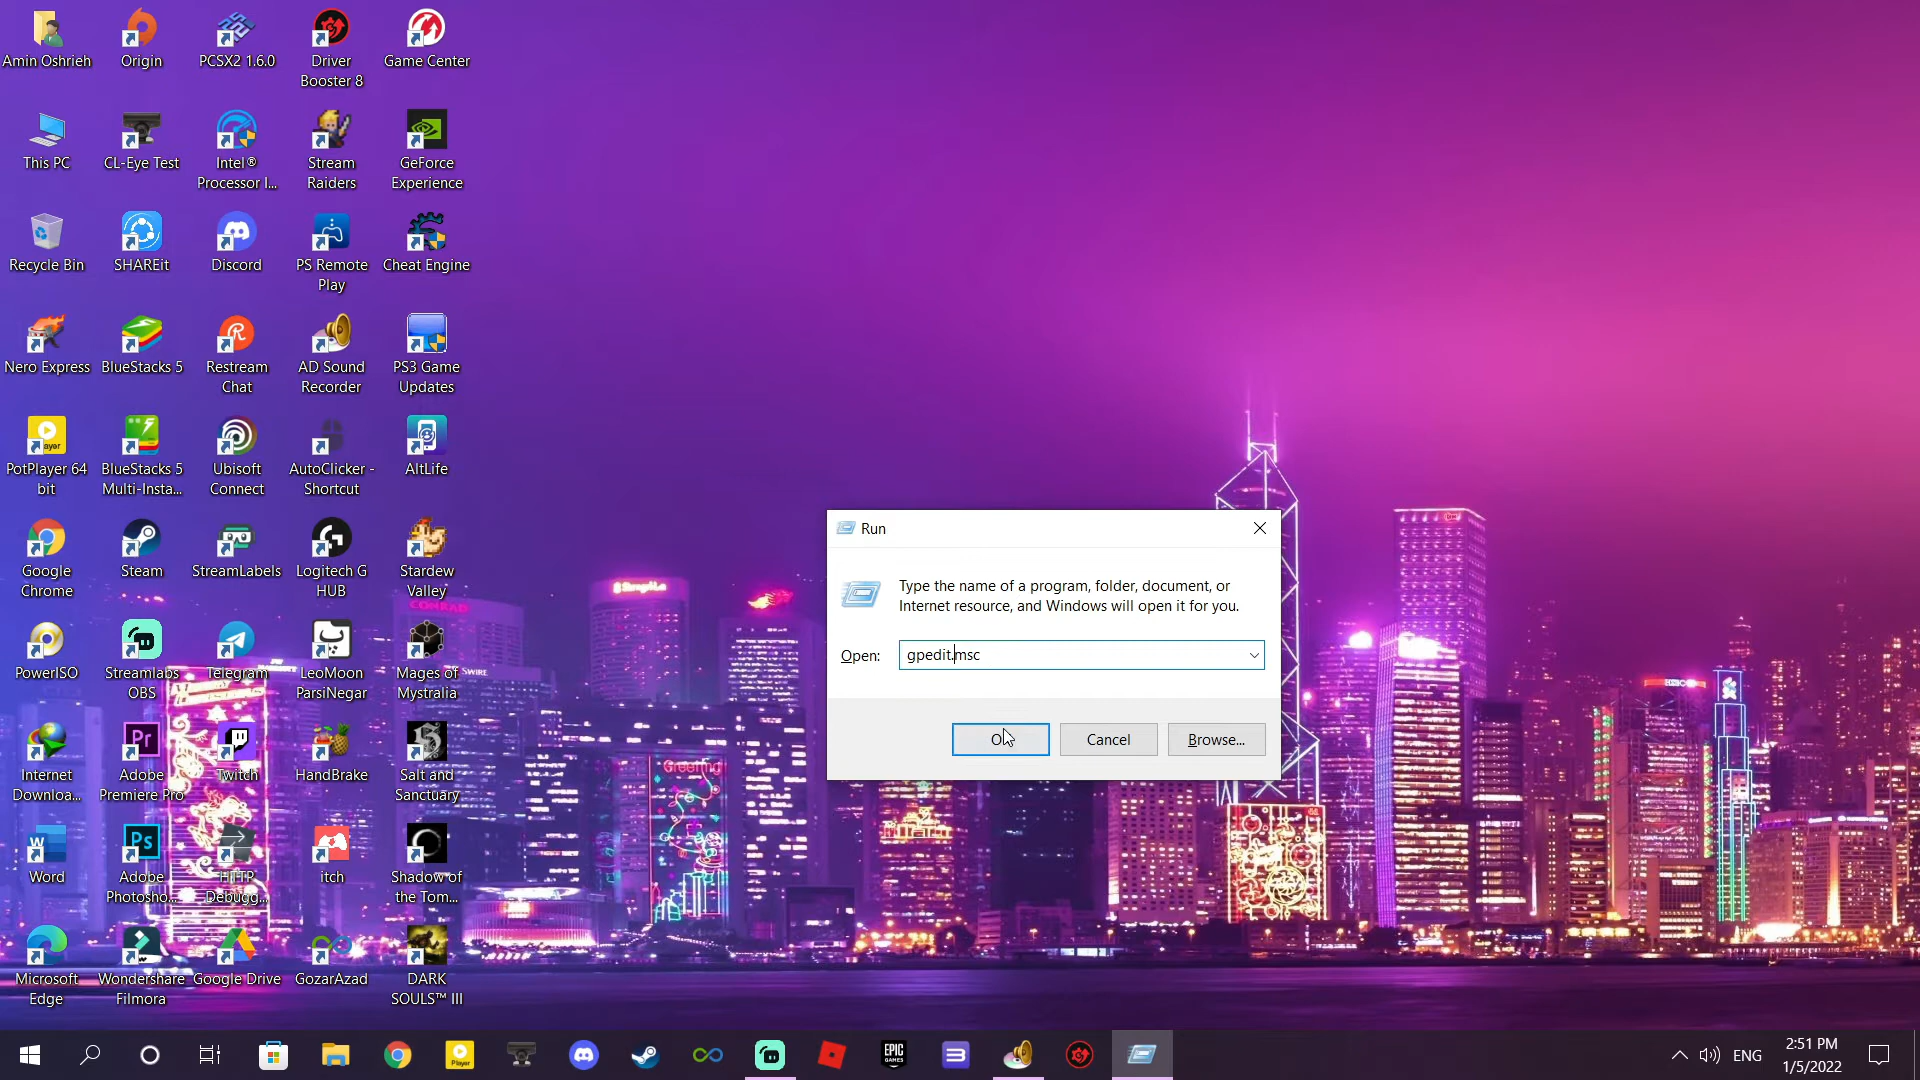 Amin Oshrieh
Origin
PCSX2 1.6.0
Driver
Booster 8
Game Center
This PC
CL-Eye Test
Intel®
Processor I...
Stream
Raiders
GeForce
Experience
Recycle Bin
SHAREit
Discord
PS Remote
Play
Cheat Engine
Nero Express
BlueStacks 5
Restream
Chat
AD Sound
Recorder
PS3 Game
Updates
PotPlayer 64
bit
BlueStacks 5
Multi-Insta...
Ubisoft
Connect
AutoClicker -
Shortcut
AltLife
Google
Chrome
Steam
StreamLabels
Logitech G
HUB
Stardew
Valley
PowerISO
Streamlabs
OBS
Telegram
LeoMoon
ParsiNegar
Mages of
Mystralia
Internet
Downloa...
Adobe
Premiere Pro
Twitch
HandBrake
Salt and
Sanctuary
Word
Adobe
Photosho...
HTTP
Debugg...
itch
Shadow of
the Tom...
Microsoft
Edge
Wondershare
Filmora
Google Drive
GozarAzad
DARK
SOULS™ III
CONRAD
Greeting
Run
Type the name of a program, folder, document, or
Internet resource, and Windows will open it for you.
Open:
gpedit.msc
Cancel
Browse...
Player
EPIC
GAMES
ENG
2:51 PM
1/5/2022